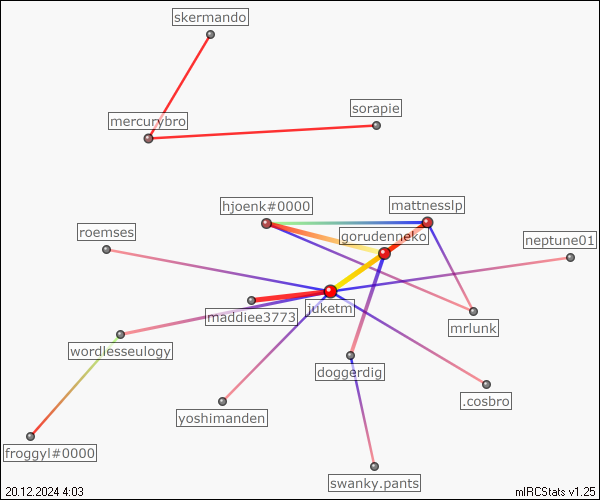 skermando
sorapie
mercurybro
hjoenk#0000
mattnesslp
roemses
gorudenneko
neptune01
maddiee3773
juketm
mrlunk
wordlesseulogy
doggerdig
.cosbro
yoshimanden
froggyl#0000
swanky.pants
20.12.2024 4:03
mIRCStats v1.25